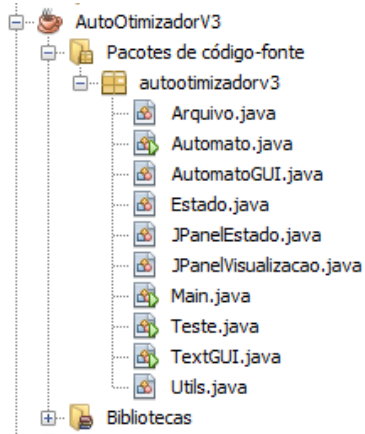 AutoOtimizadorV3
Pacotes de código-fonte
autootimizadorv3
Arquivo.java
Automato.java
AutomatoGUI.java
Estado.java
JPanelEstado.java
JPanelVisualizacao.java
Main.java
Teste.java
TextGUI.java
Utils.java
Bibliotecas